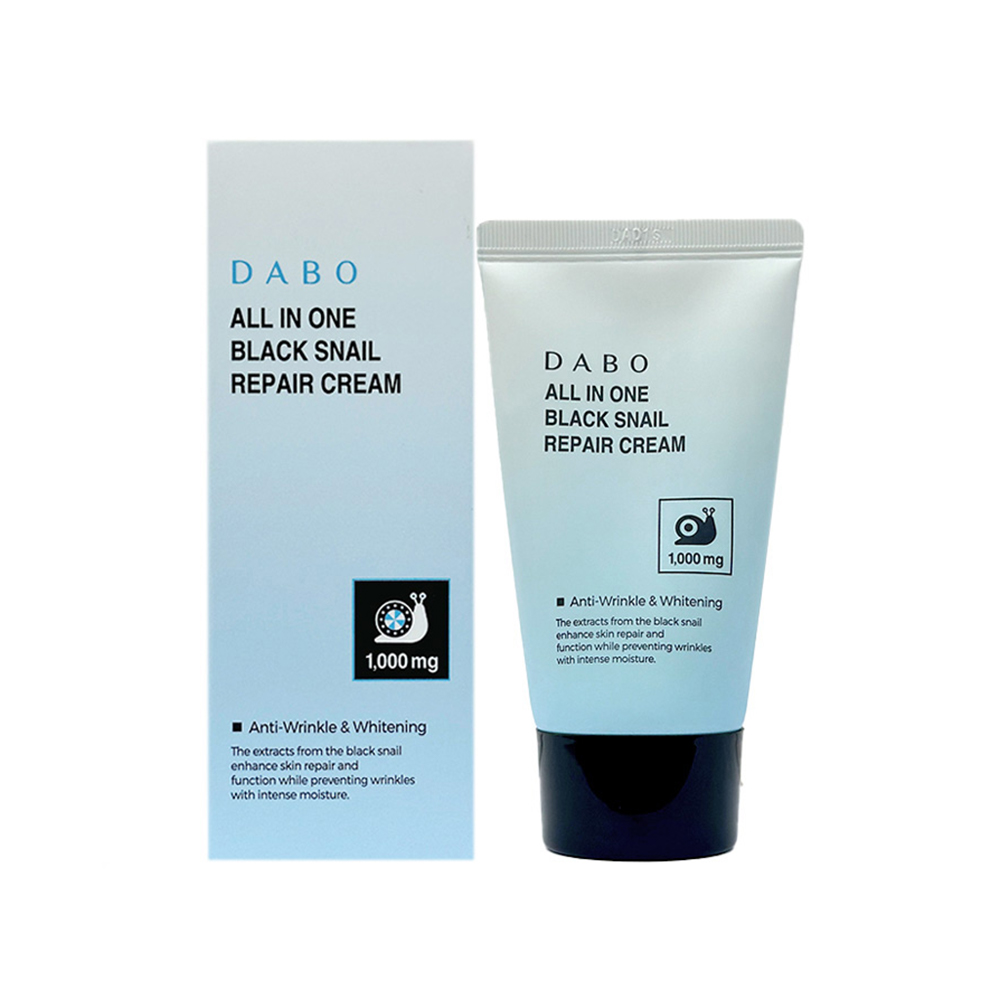 DABO
ALL IN ONE
BLACK SNAIL
REPAIR CREAM
1,000 mg
Anti-Wrinkle & Whitening
The extracts from the black snail
enhance skin repair and
function while preventing wrinkles
with intense moisture.
DABO
ALL IN ONE
BLACK SNAIL
REPAIR CREAM
1,000 mg
Anti-Wrinkle & Whitening
The extracts from the black snail
enhance skin repair and
function while preventing wrinkles
with intense moisture.